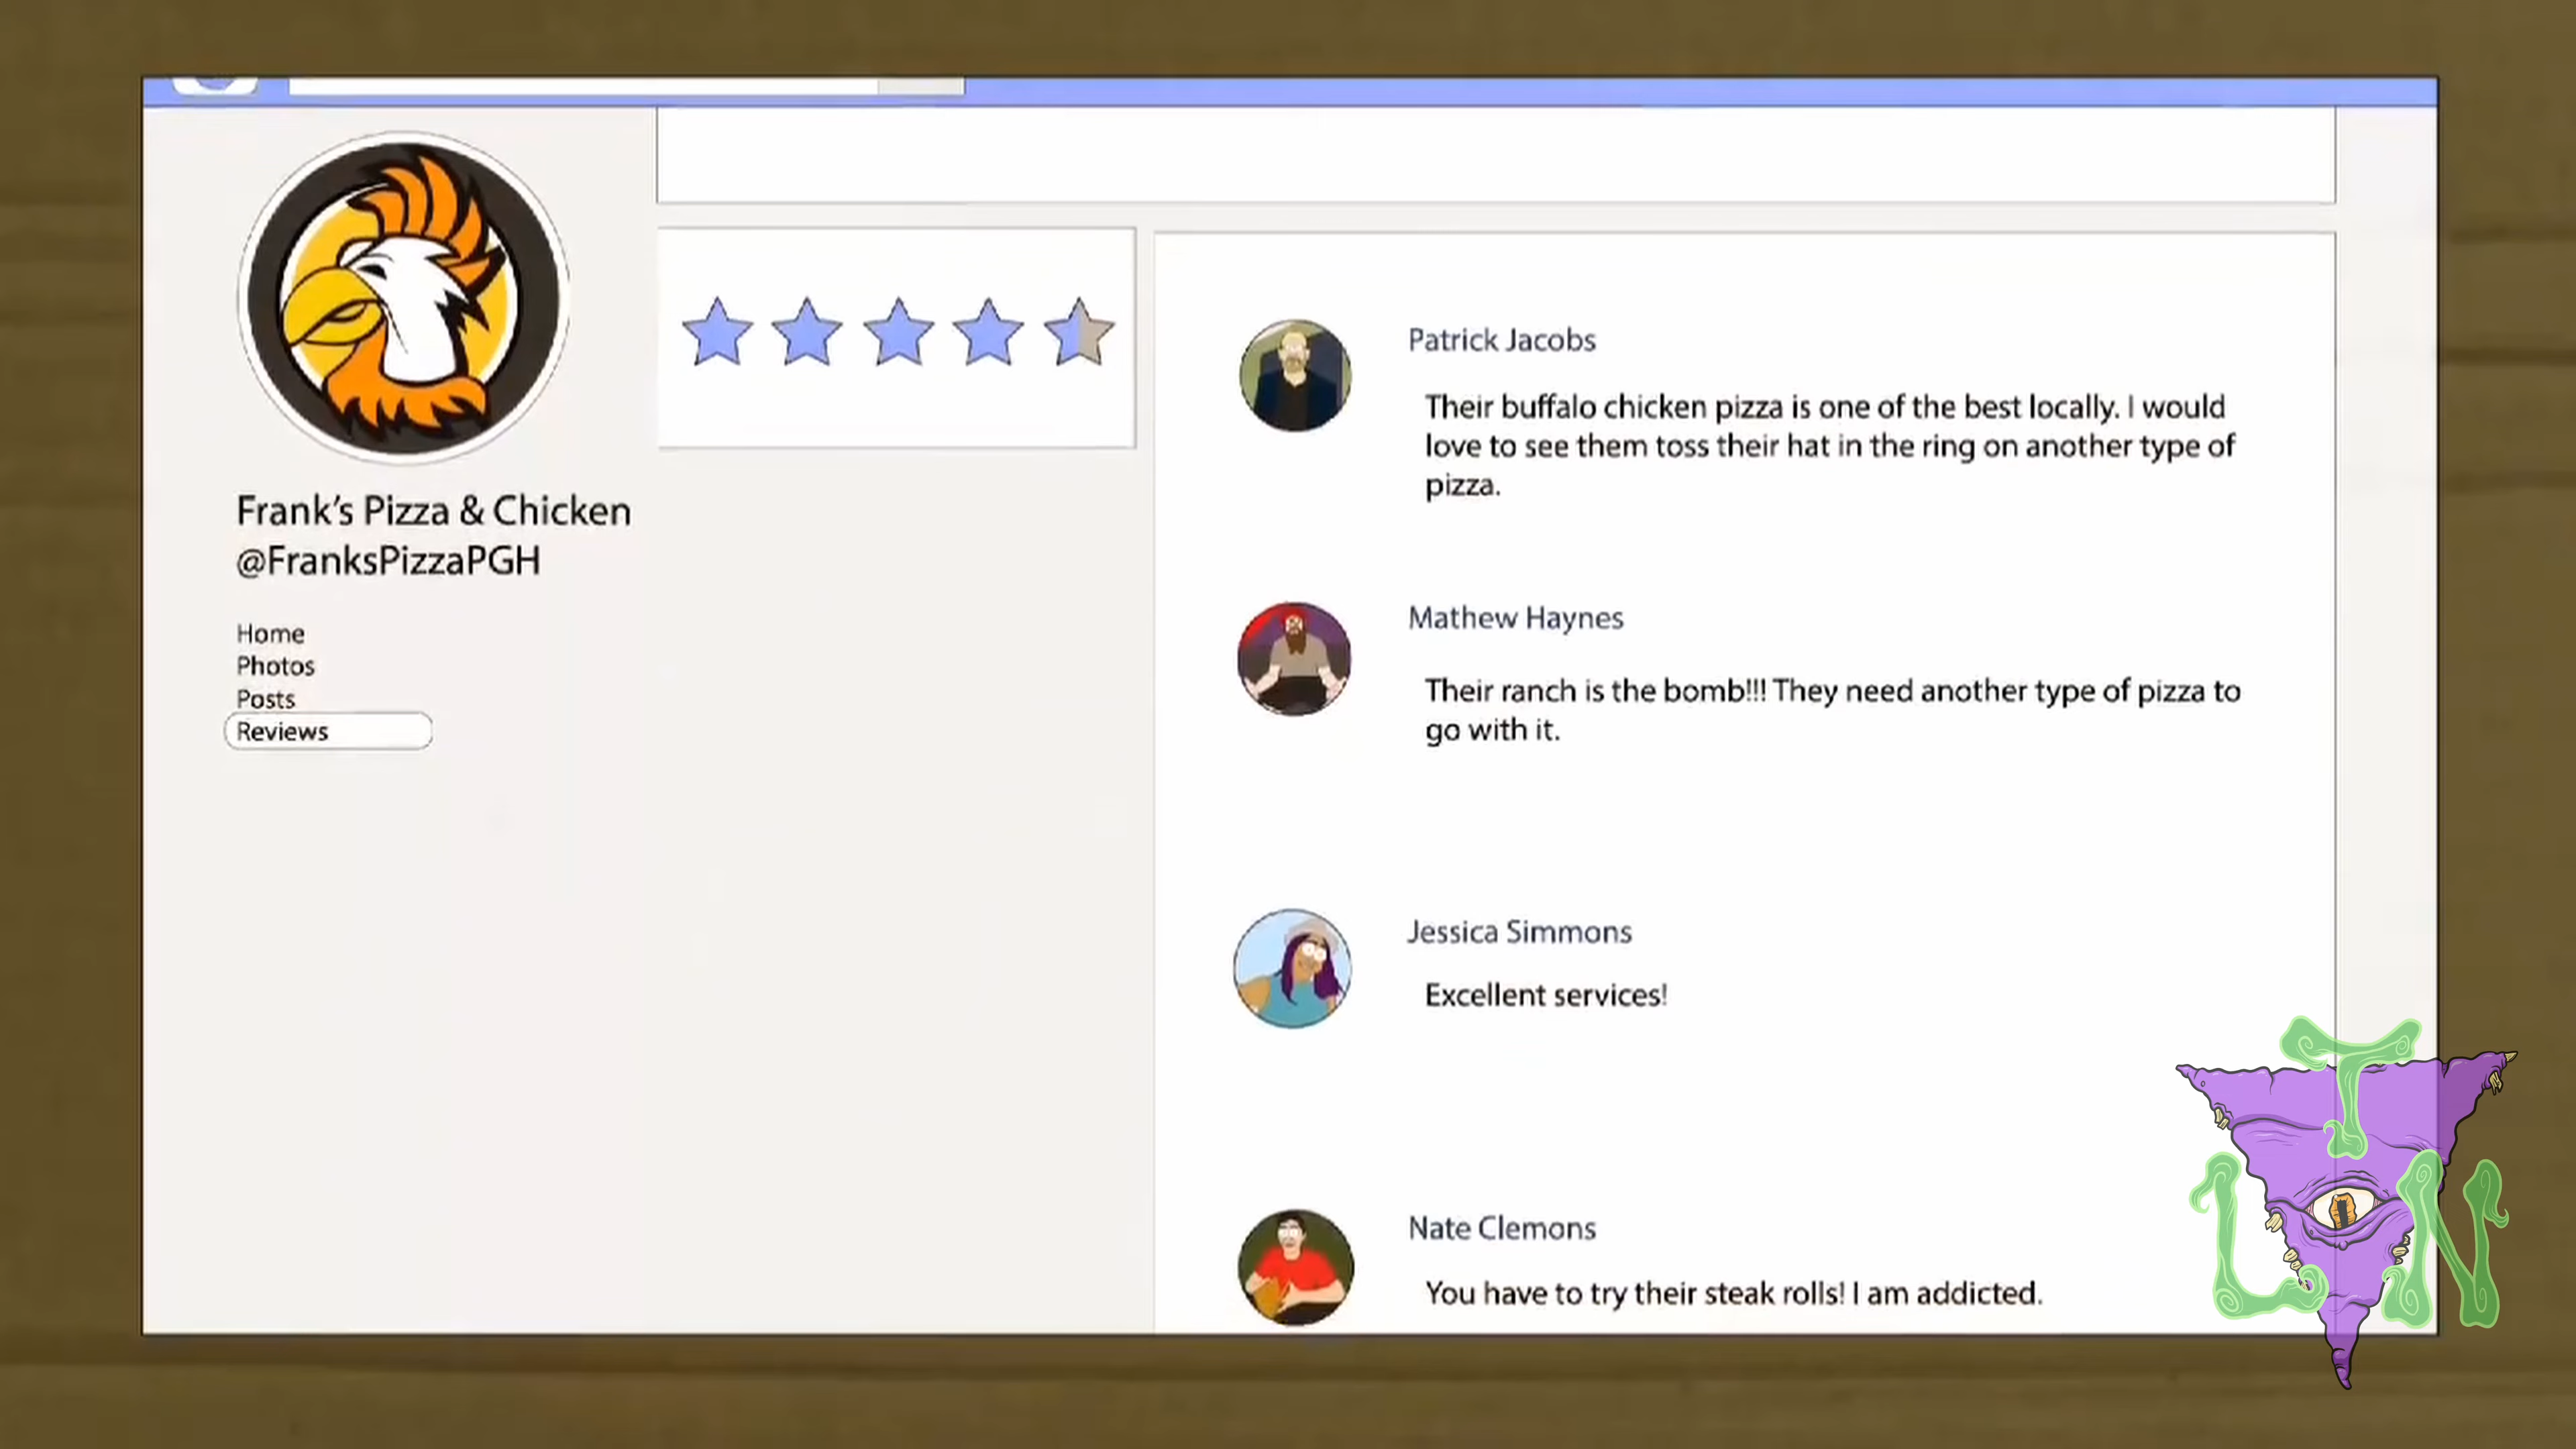 Frank's Pizza & Chicken
@FranksPizzaPGH
Home
Photos
Posts
Reviews
Patrick Jacobs
Their buffalo chicken pizza is one of the best locally. I would
love to see them toss their hat in the ring on another type of
pizza.
Mathew Haynes
Their ranch is the bomb!!! They need another type of pizza to
go with it.
Jessica Simmons
Excellent services!
Nate Clemons
You have to try their steak rolls! I am addicted.
T
L N